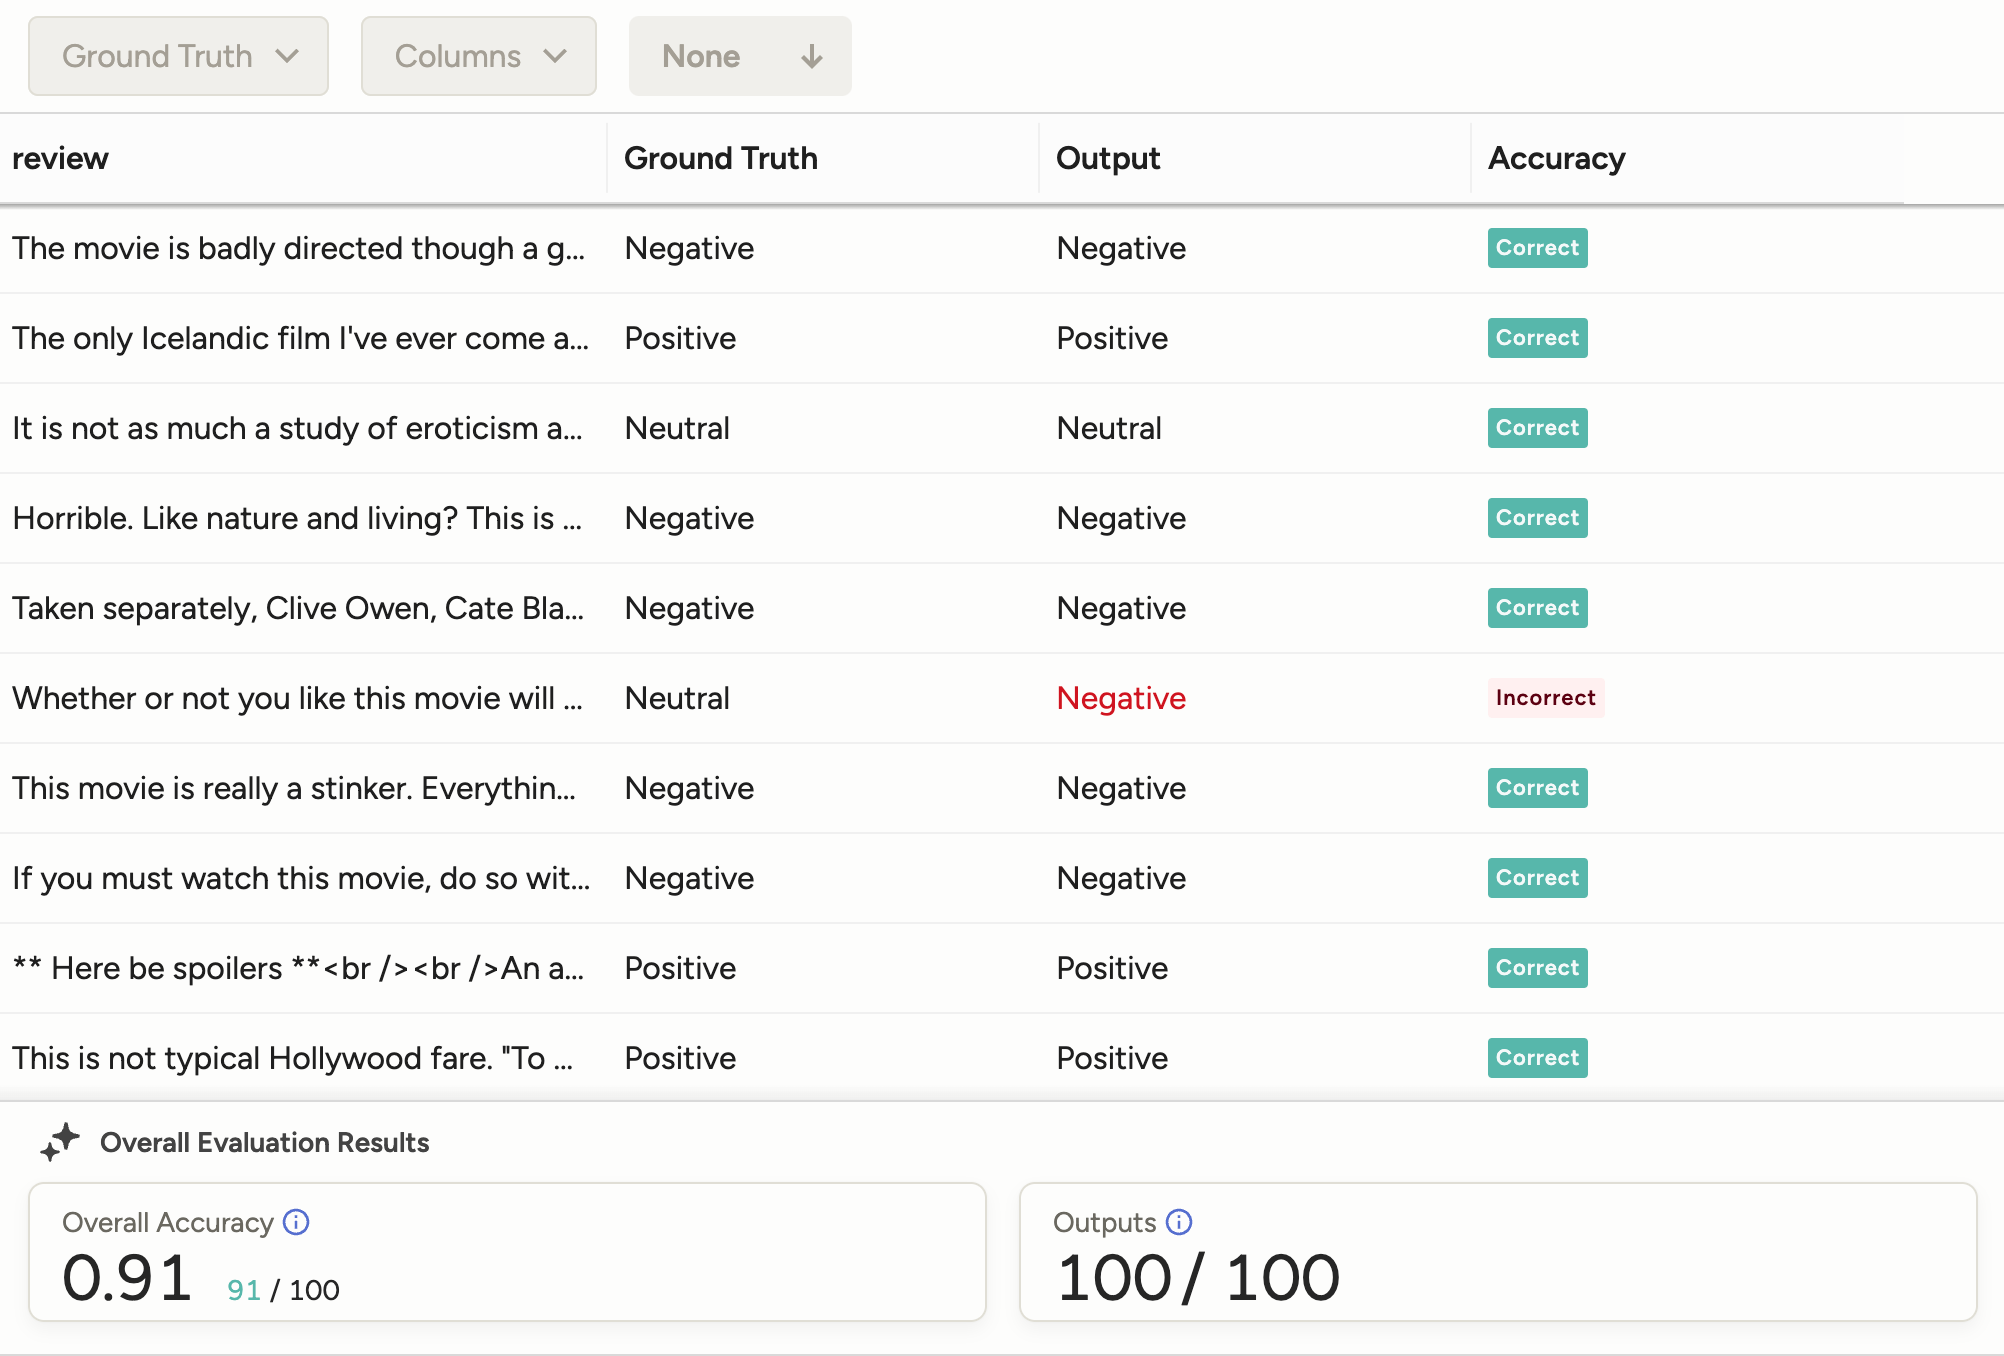 Ground Truth Columns None
review Ground Truth Output Accuracy
The movie is badly directed though a g... Negative Negative Correct
The only Icelandic film I've ever come a... Positive Positive Correct
It is not as much a study of eroticism a... Neutral Neutral Correct
Horrible. Like nature and living? This is ... Negative Negative Correct
Taken separately, Clive Owen, Cate Bla... Negative Negative Correct
Whether or not you like this movie will ... Neutral Negative Incorrect
This movie is really a stinker. Everythin... Negative Negative Correct
If you must watch this movie, do so wit... Negative Negative Correct
** Here be spoilers **<br /><br />An a... Positive Positive Correct
This is not typical Hollywood fare. "To ... Positive Positive Correct
Overall Evaluation Results
Overall Accuracy
0.91 91 / 100
Outputs
100 / 100